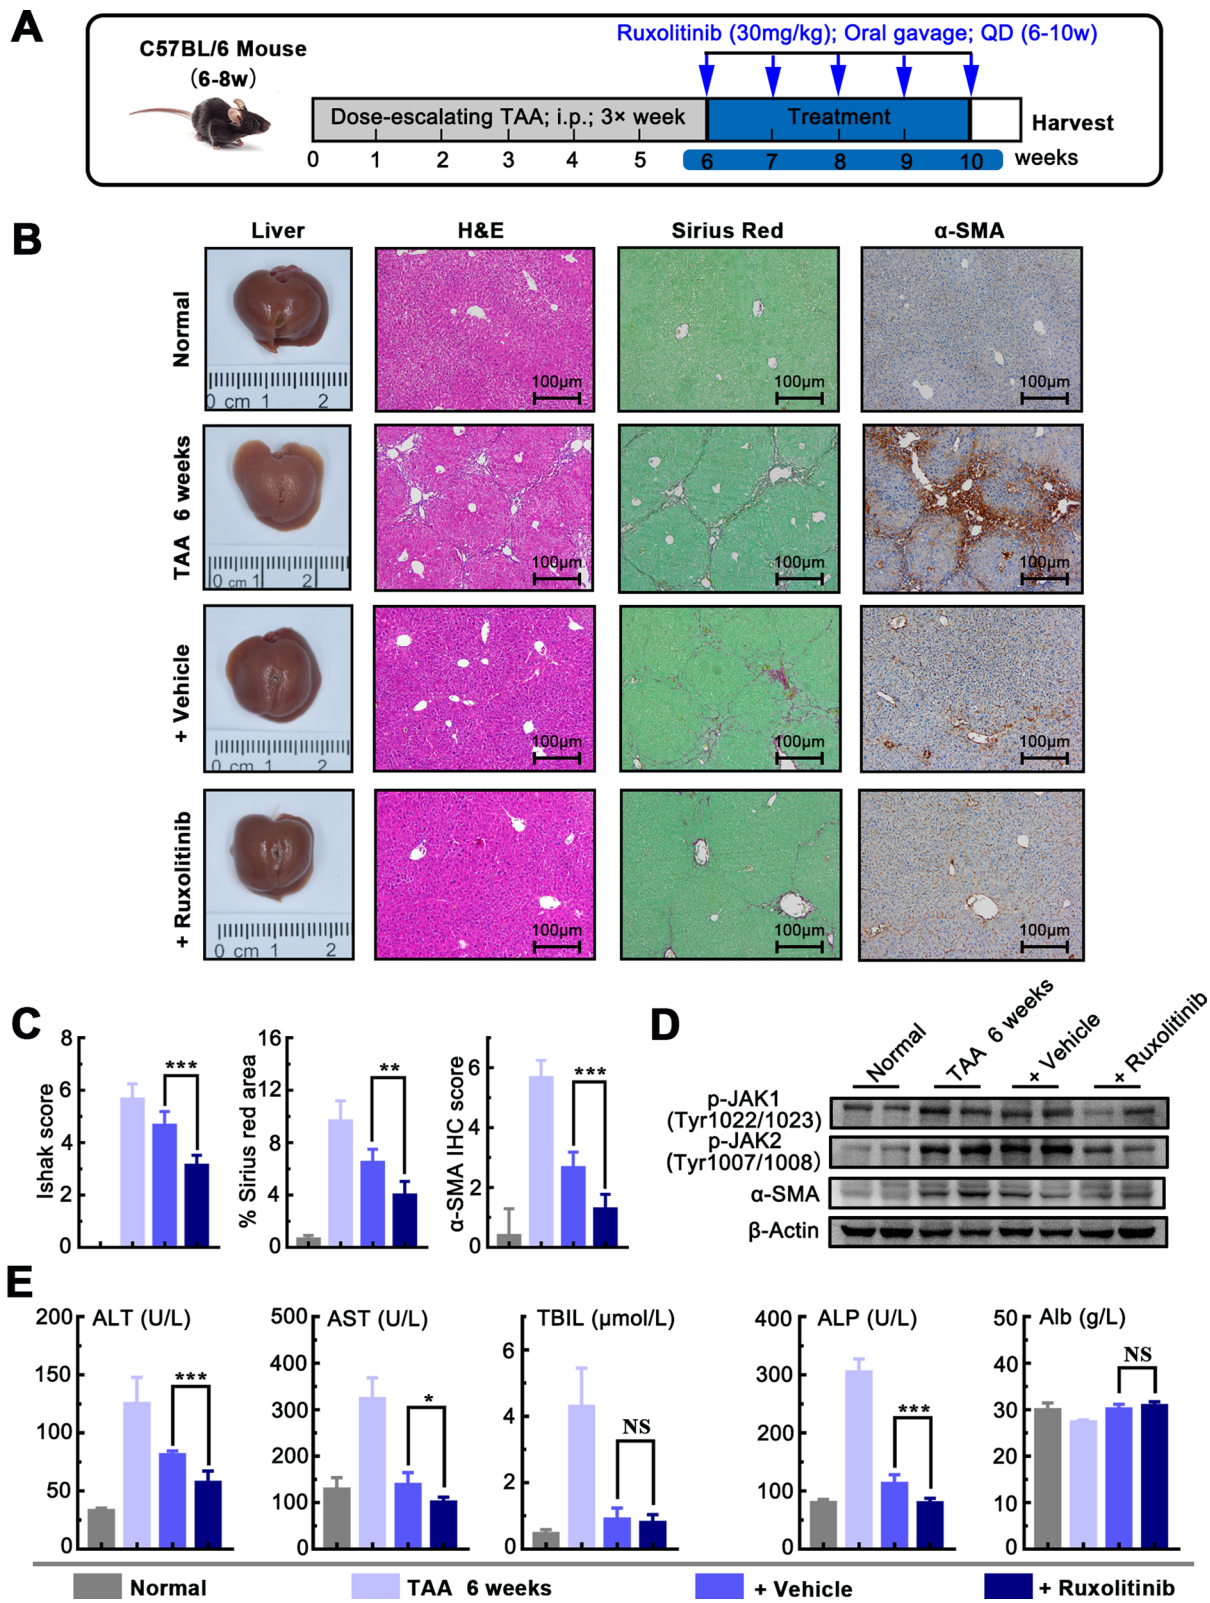 A
C57BL/6 Mouse
(6-8w)
Ruxolitinib (30mg/kg); Oral gavage; QD (6-10w)
Dose-escalating TAA; i.p.; 3× week
Treatment
Harvest
0 1 2 3 4 5 6 7 8 9 10 weeks
B
Liver H&E Sirius Red α-SMA
Normal
0 cm 1 2
100μm 100μm 100μm
TAA 6 weeks
0 cm 1 2
100μm 100μm 100μm
+ Vehicle
0 cm 1 2
100μm 100μm 100μm
+ Ruxolitinib
0 cm 1 2
100μm 100μm 100μm
C
Ishak score
8
6
4
2
0
***
% Sirius red area
16
12
8
4
0
**
α-SMA IHC score
6
4
2
0
***
D
Normal TAA 6 weeks + Vehicle + Ruxolitinib
p-JAK1
(Tyr1022/1023)
p-JAK2
(Tyr1007/1008)
α-SMA
β-Actin
E
ALT (U/L)
200
150
100
50
0
***
AST (U/L)
500
400
300
200
100
0
*
TBIL (μmol/L)
6
4
2
0
NS
ALP (U/L)
400
300
200
100
0
***
Alb (g/L)
50
40
30
20
10
0
NS
Normal TAA 6 weeks + Vehicle + Ruxolitinib